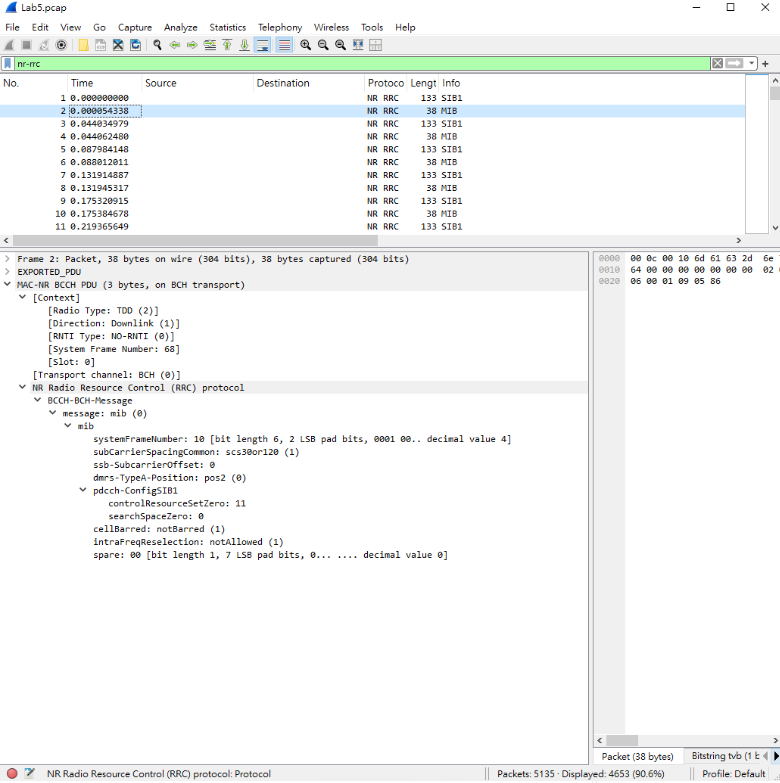 Lab5.pcap
File Edit View Go Capture Analyze Statistics Telephony Wireless Tools Help
nr-rrc
No. Time Source Destination Protoco Lengt Info
1 0.000000000 NR RRC 133 SIB1
2 0.000054338 NR RRC 38 MIB
3 0.044034979 NR RRC 133 SIB1
4 0.044062480 NR RRC 38 MIB
5 0.087984148 NR RRC 133 SIB1
6 0.088012011 NR RRC 38 MIB
7 0.131914887 NR RRC 133 SIB1
8 0.131945317 NR RRC 38 MIB
9 0.175320915 NR RRC 133 SIB1
10 0.175384678 NR RRC 38 MIB
11 0.219365649 NR RRC 133 SIB1
Frame 2: Packet, 38 bytes on wire (304 bits), 38 bytes captured (304 bits)
EXPORTED_PDU
MAC-NR BCCH PDU (3 bytes, on BCH transport)
[Context]
[Radio Type: TDD (2)]
[Direction: Downlink (1)]
[RNTI Type: NO-RNTI (0)]
[System Frame Number: 68]
[Slot: 0]
[Transport channel: BCH (0)]
NR Radio Resource Control (RRC) protocol
BCCH-BCH-Message
message: mib (0)
mib
systemFrameNumber: 10 [bit length 6, 2 LSB pad bits, 0001 00.. decimal value 4]
subCarrierSpacingCommon: scs30or120 (1)
ssb-SubcarrierOffset: 0
dmrs-TypeA-Position: pos2 (0)
pdcch-ConfigSIB1
controlResourceSetZero: 11
searchSpaceZero: 0
cellBarred: notBarred (1)
intraFreqReselection: notAllowed (1)
spare: 00 [bit length 1, 7 LSB pad bits, 0... .... decimal value 0]
0000 00 0c 00 10 6d 61 63 2d 6e
0010 64 00 00 00 00 00 00 00 02
0020 06 00 01 09 05 86
Packet (38 bytes) Bitstring tvb (1 b
NR Radio Resource Control (RRC) protocol: Protocol Packets: 5135 · Displayed: 4653 (90.6%) Profile: Default